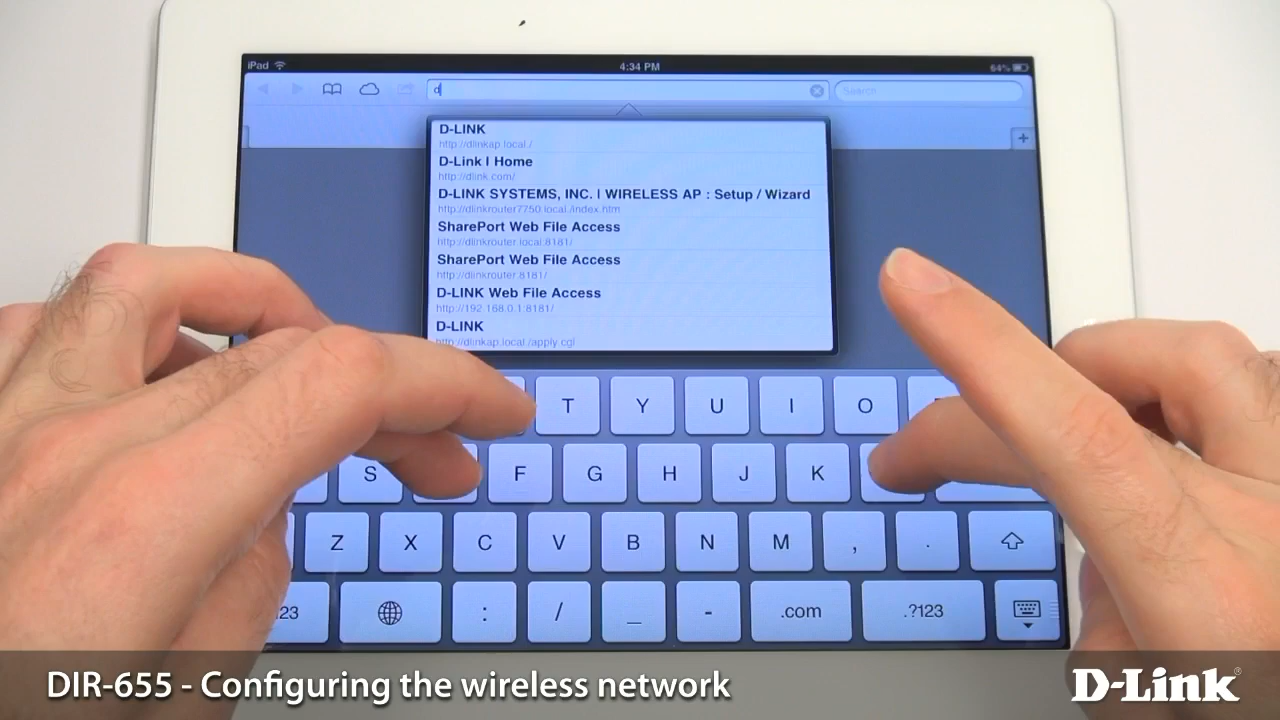 iPad
4:34 PM
64%
d
Search
D-LINK
http://dlinkap.local./
D-Link | Home
http://dlink.com/
D-LINK SYSTEMS, INC. | WIRELESS AP : Setup / Wizard
http://dlinkrouter7750.local./index.htm
SharePort Web File Access
http://dlinkrouter.local:8181/
SharePort Web File Access
http://dlinkrouter:8181/
D-LINK Web File Access
http://192.168.0.1:8181/
D-LINK
http://dlinkap.local./apply.cgi
T Y U I O
S F G H J K
Z X C V B N M , .
123 : / _ - .com .?123
DIR-655 - Configuring the wireless network
D-Link®